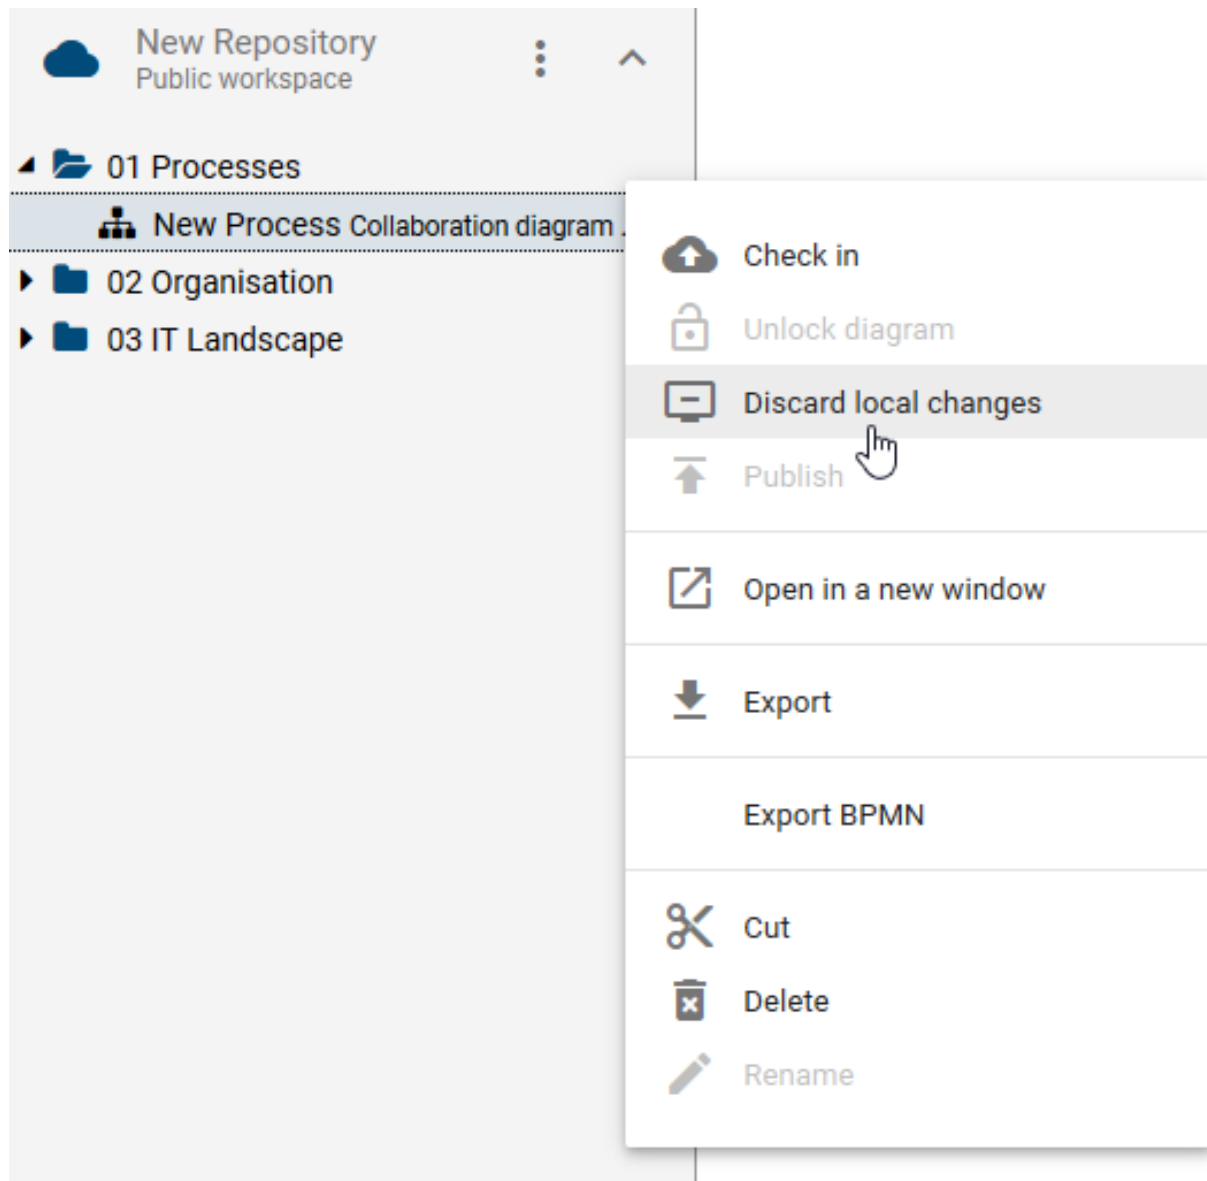 New Repository
Public workspace
01 Processes
New Process Collaboration diagram .
02 Organisation
03 IT Landscape
Check in
Unlock diagram
Discard local changes
Publish
Open in a new window
Export
Export BPMN
Cut
Delete
Rename